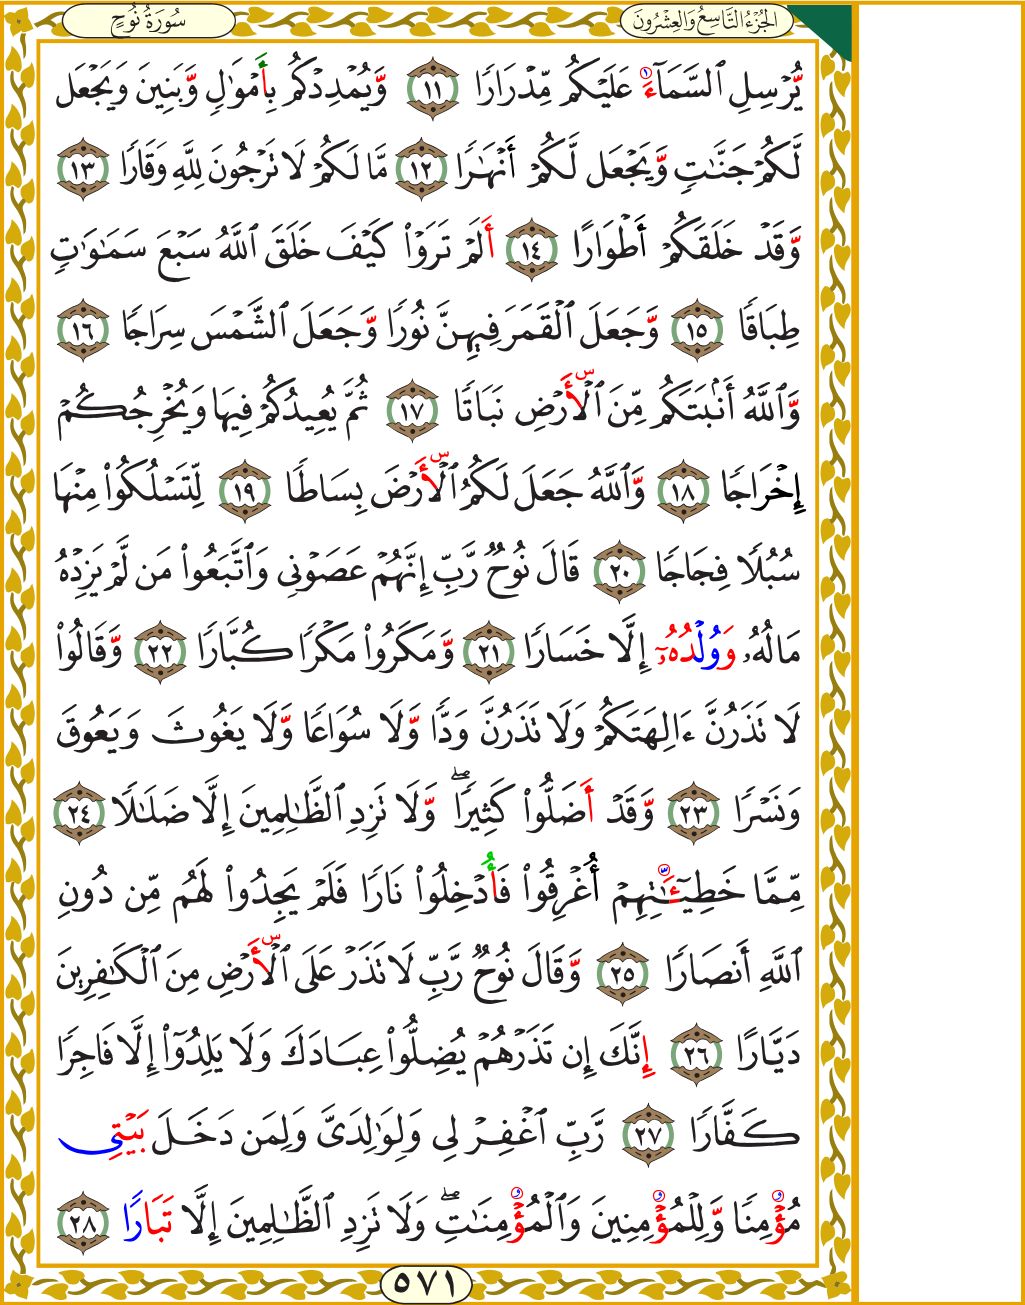 سُورَةُ نُوحٍ
الجُزْءُ التَّاسِعُ وَالعِشْرُونَ
يُّرۡسِلِ ٱلسَّمَآءَ عَلَيۡكُم مِّدۡرَارٗا ١١ وَّيُمۡدِدۡكُم بِأَمۡوَٰلٖ وَّبَنِينَ وَيَجۡعَل
لَّكُمۡ جَنَّـٰتٖ وَّيَجۡعَل لَّكُمۡ أَنۡهَـٰرٗا ١٢ مَّا لَكُمۡ لَا تَرۡجُونَ لِلَّهِ وَقَارٗا ١٣
وَّقَدۡ خَلَقَكُمۡ أَطۡوَارًا ١٤ أَلَمۡ تَرَوۡاْ كَيۡفَ خَلَقَ ٱللَّهُ سَبۡعَ سَمَـٰوَٰتٖ
طِبَاقٗا ١٥ وَّجَعَلَ ٱلۡقَمَرَ فِيهِنَّ نُورٗا وَّجَعَلَ ٱلشَّمۡسَ سِرَاجٗا ١٦
وَّٱللَّهُ أَنۢبَتَكُم مِّنَ ٱلۡأَرۡضِ نَبَاتٗا ١٧ ثُمَّ يُعِيدُكُمۡ فِيهَا وَيُخۡرِجُكُمۡ
إِخۡرَاجٗا ١٨ وَّٱللَّهُ جَعَلَ لَكُمُ ٱلۡأَرۡضَ بِسَاطٗا ١٩ لِّتَسۡلُكُواْ مِنۡهَا
سُبُلٗا فِجَاجٗا ٢٠ قَالَ نُوحٞ رَّبِّ إِنَّهُمۡ عَصَوۡنِي وَٱتَّبَعُواْ مَن لَّمۡ يَزِدۡهُ
مَالُهُۥ وَوُلۡدُهُۥٓ إِلَّا خَسَارٗا ٢١ وَّمَكَرُواْ مَكۡرٗا كُبَّارٗا ٢٢ وَّقَالُواْ
لَا تَذَرُنَّ ءَالِهَتَكُمۡ وَلَا تَذَرُنَّ وَدّٗا وَّلَا سُوَاعٗا وَّلَا يَغُوثَ وَيَعُوقَ
وَنَسۡرٗا ٢٣ وَّقَدۡ أَضَلُّواْ كَثِيرٗاۖ وَّلَا تَزِدِ ٱلظَّـٰلِمِينَ إِلَّا ضَلَـٰلٗا ٢٤
مِّمَّا خَطِيٓـَٔـٰتِهِمۡ أُغۡرِقُواْ فَأُدۡخِلُواْ نَارٗا فَلَمۡ يَجِدُواْ لَهُم مِّن دُونِ
ٱللَّهِ أَنصَارٗا ٢٥ وَّقَالَ نُوحٞ رَّبِّ لَا تَذَرۡ عَلَى ٱلۡأَرۡضِ مِنَ ٱلۡكَـٰفِرِينَ
دَيَّارًا ٢٦ إِنَّكَ إِن تَذَرۡهُمۡ يُضِلُّواْ عِبَادَكَ وَلَا يَلِدُوٓاْ إِلَّا فَاجِرٗا
كَفَّارٗا ٢٧ رَّبِّ ٱغۡفِرۡ لِي وَلِوَٰلِدَيَّ وَلِمَن دَخَلَ بَيۡتِي
مُؤۡمِنٗا وَّلِلۡمُؤۡمِنِينَ وَٱلۡمُؤۡمِنَـٰتِۖ وَلَا تَزِدِ ٱلظَّـٰلِمِينَ إِلَّا تَبَارٗا ٢٨
٥٧١